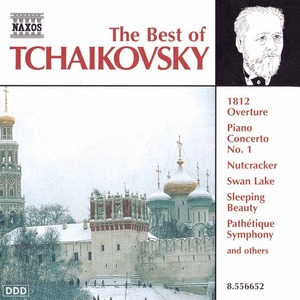 NAXOS
The Best of
TCHAIKOVSKY
1812
Overture
Piano
Concerto
No. 1
Nutcracker
Swan Lake
Sleeping
Beauty
Pathétique
Symphony
and others
DDD
8.556652